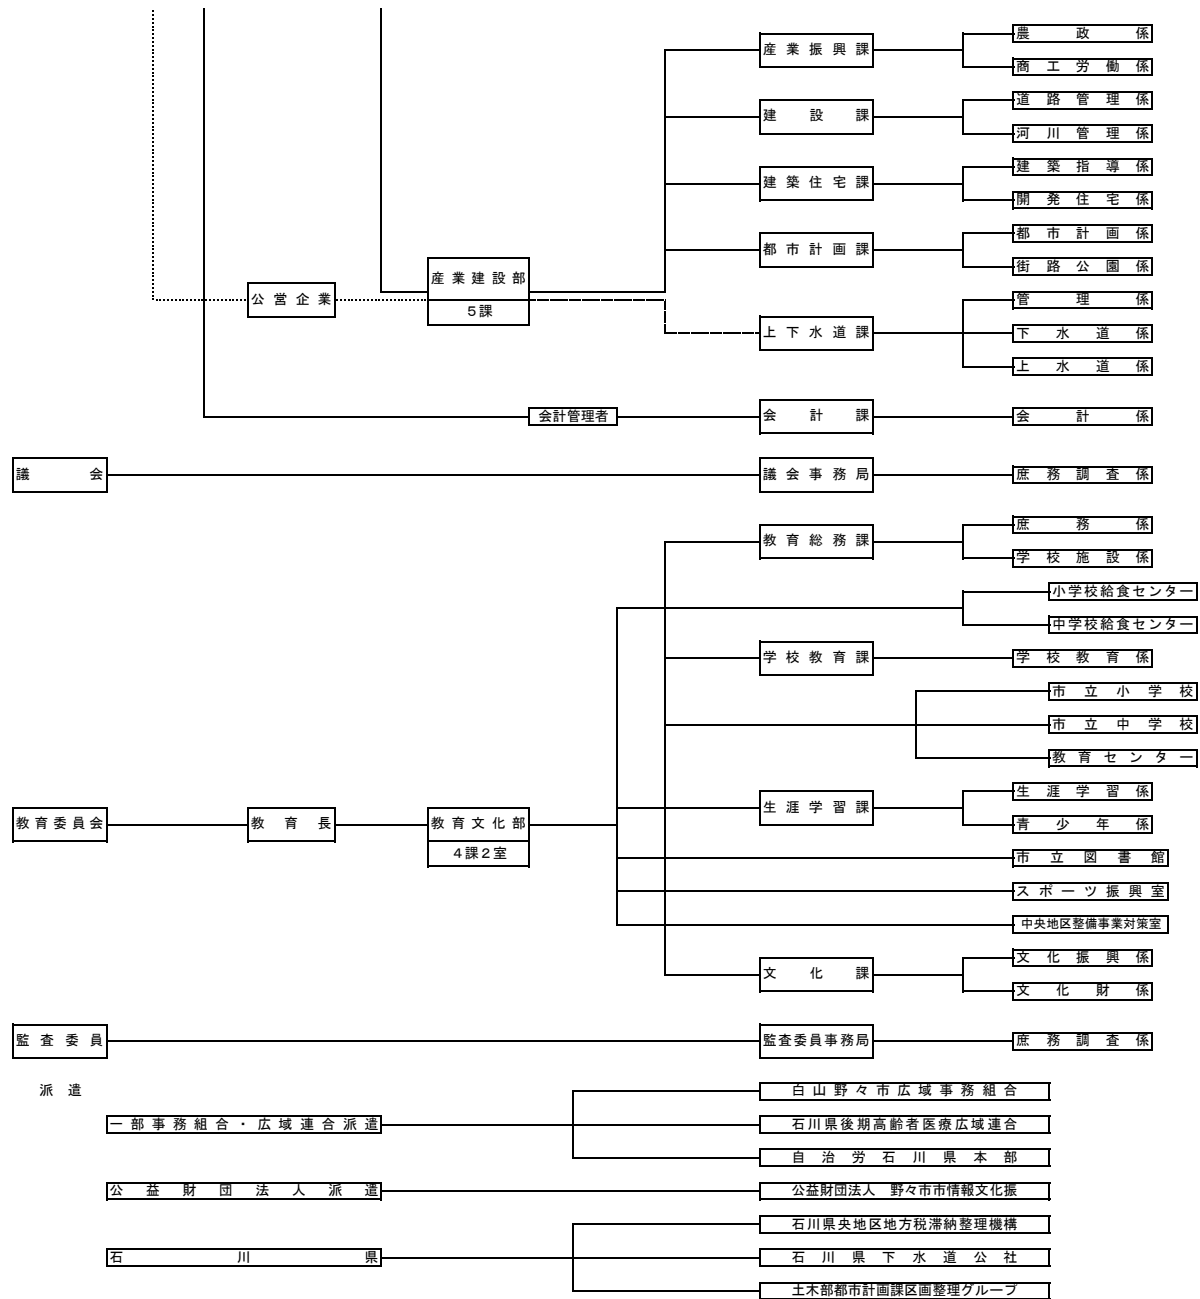 産業振興課
農政係
商工労働係
建設課
道路管理係
河川管理係
建築住宅課
建築指導係
開発住宅係
都市計画課
都市計画係
街路公園係
公営企業
産業建設部
5課
上下水道課
管理係
下水道係
上水道係
会計管理者
会計課
会計係
議会
議会事務局
庶務調査係
教育総務課
庶務係
学校施設係
小学校給食センター
中学校給食センター
学校教育課
学校教育係
市立小学校
市立中学校
教育センター
教育委員会
教育長
教育文化部
4課2室
生涯学習課
生涯学習係
青少年係
市立図書館
スポーツ振興室
中央地区整備事業対策室
文化課
文化振興係
文化財係
監査委員
監査委員事務局
庶務調査係
派遣
一部事務組合・広域連合派遣
白山野々市広域事務組合
石川県後期高齢者医療広域連合
自治労石川県本部
公益財団法人派遣
公益財団法人 野々市市情報文化振
石川県
石川県央地区地方税滞納整理機構
石川県下水道公社
土木部都市計画課区画整理グループ